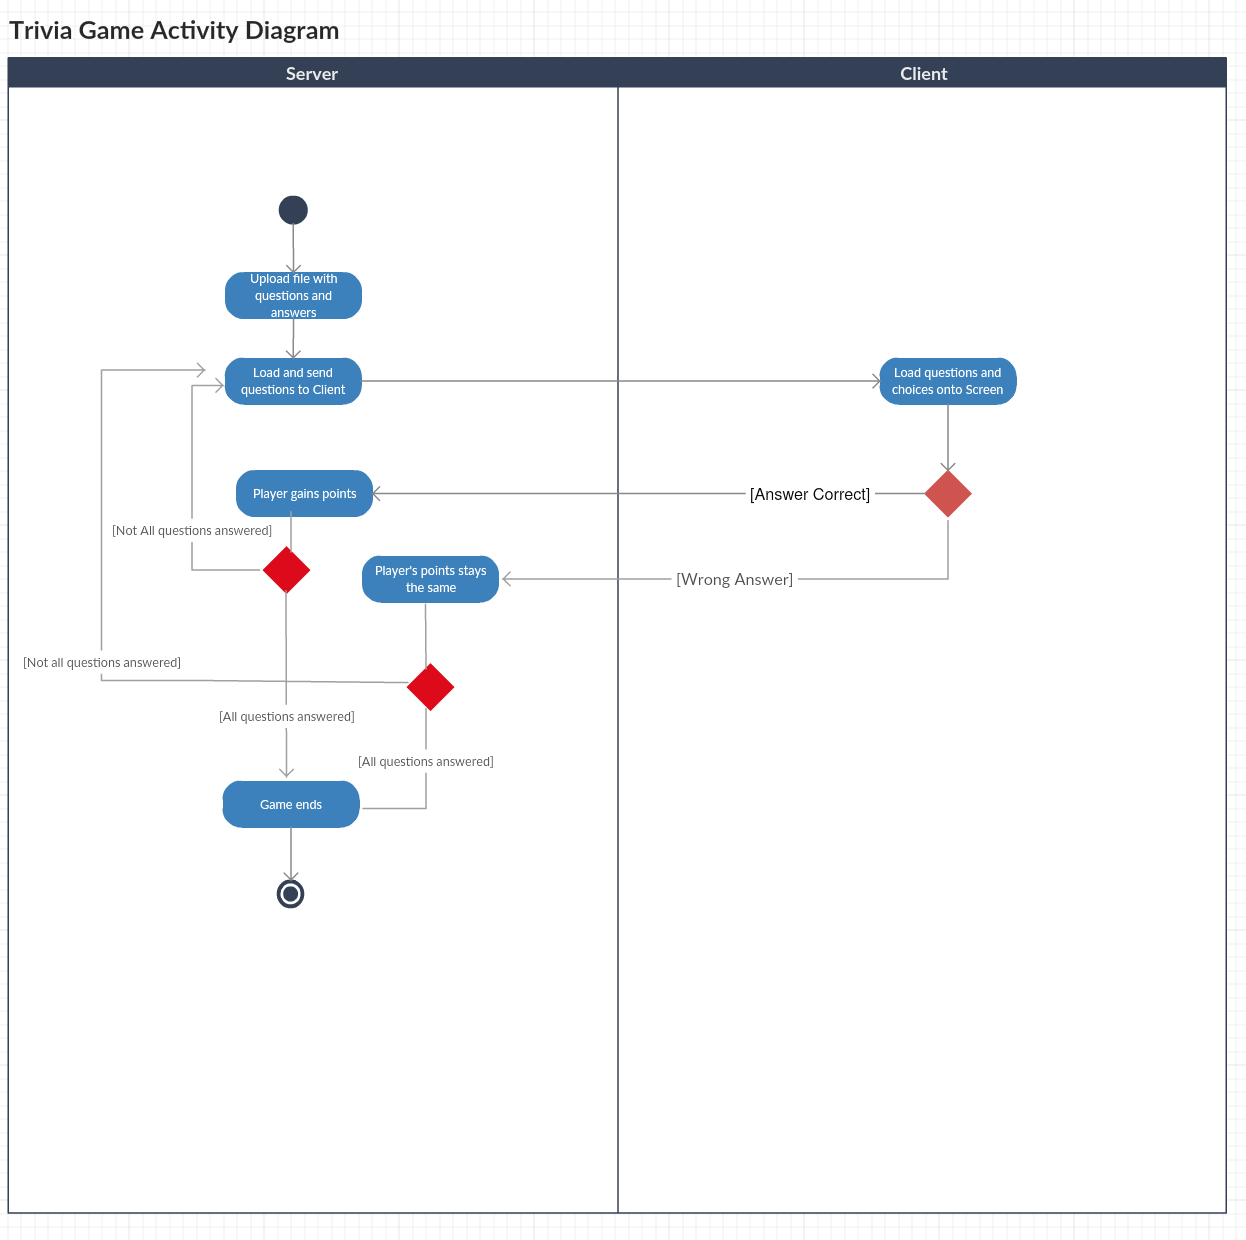 Trivia Game Activity Diagram
Server
Client
Upload file with
questions and
answers
Load and send
questions to Client
Load questions and
choices onto Screen
Player gains points
[Answer Correct]
[Not All questions answered]
Player's points stays
the same
[Wrong Answer]
[Not all questions answered]
[All questions answered]
[All questions answered]
Game ends